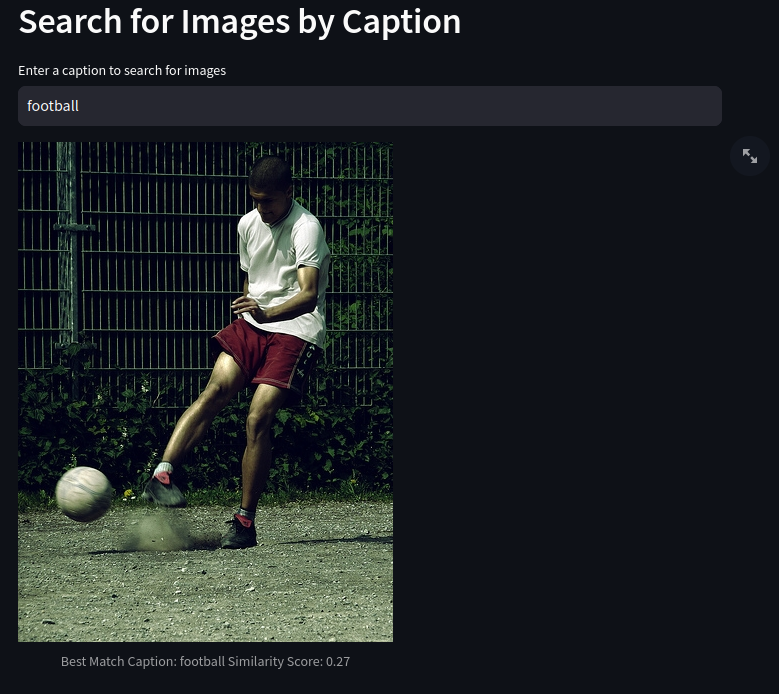 Search for Images by Caption
Enter a caption to search for images
football
Best Match Caption: football Similarity Score: 0.27